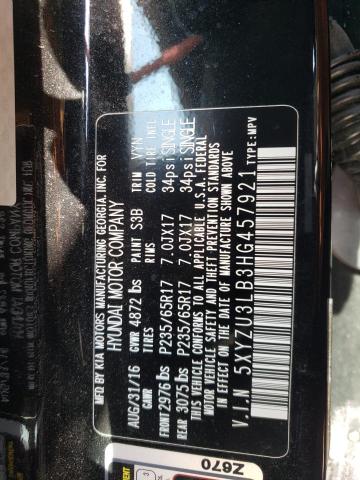 MFG BY KIA MOTORS MANUFACTURING GEORGIA, INC. FOR
HYUNDAI MOTOR COMPANY
AUG/31/16 GVWR 4872 lbs PAINT S3B TRIM VYN
GAWR TIRES RIMS COLD TIRE INFL
FRONT 2976 lbs P235/65R17 7.0JX17 34psi SINGLE
REAR 3075 lbs P235/65R17 7.0JX17 34psi SINGLE
THIS VEHICLE CONFORMS TO ALL APPLICABLE U.S.A. FEDERAL
MOTOR VEHICLE SAFETY AND THEFT PREVENTION STANDARDS
IN EFFECT ON THE DATE OF MANUFACTURE SHOWN ABOVE.
V.I.N 5XYZU3LB3HG457921 TYPE:MPV
Z670